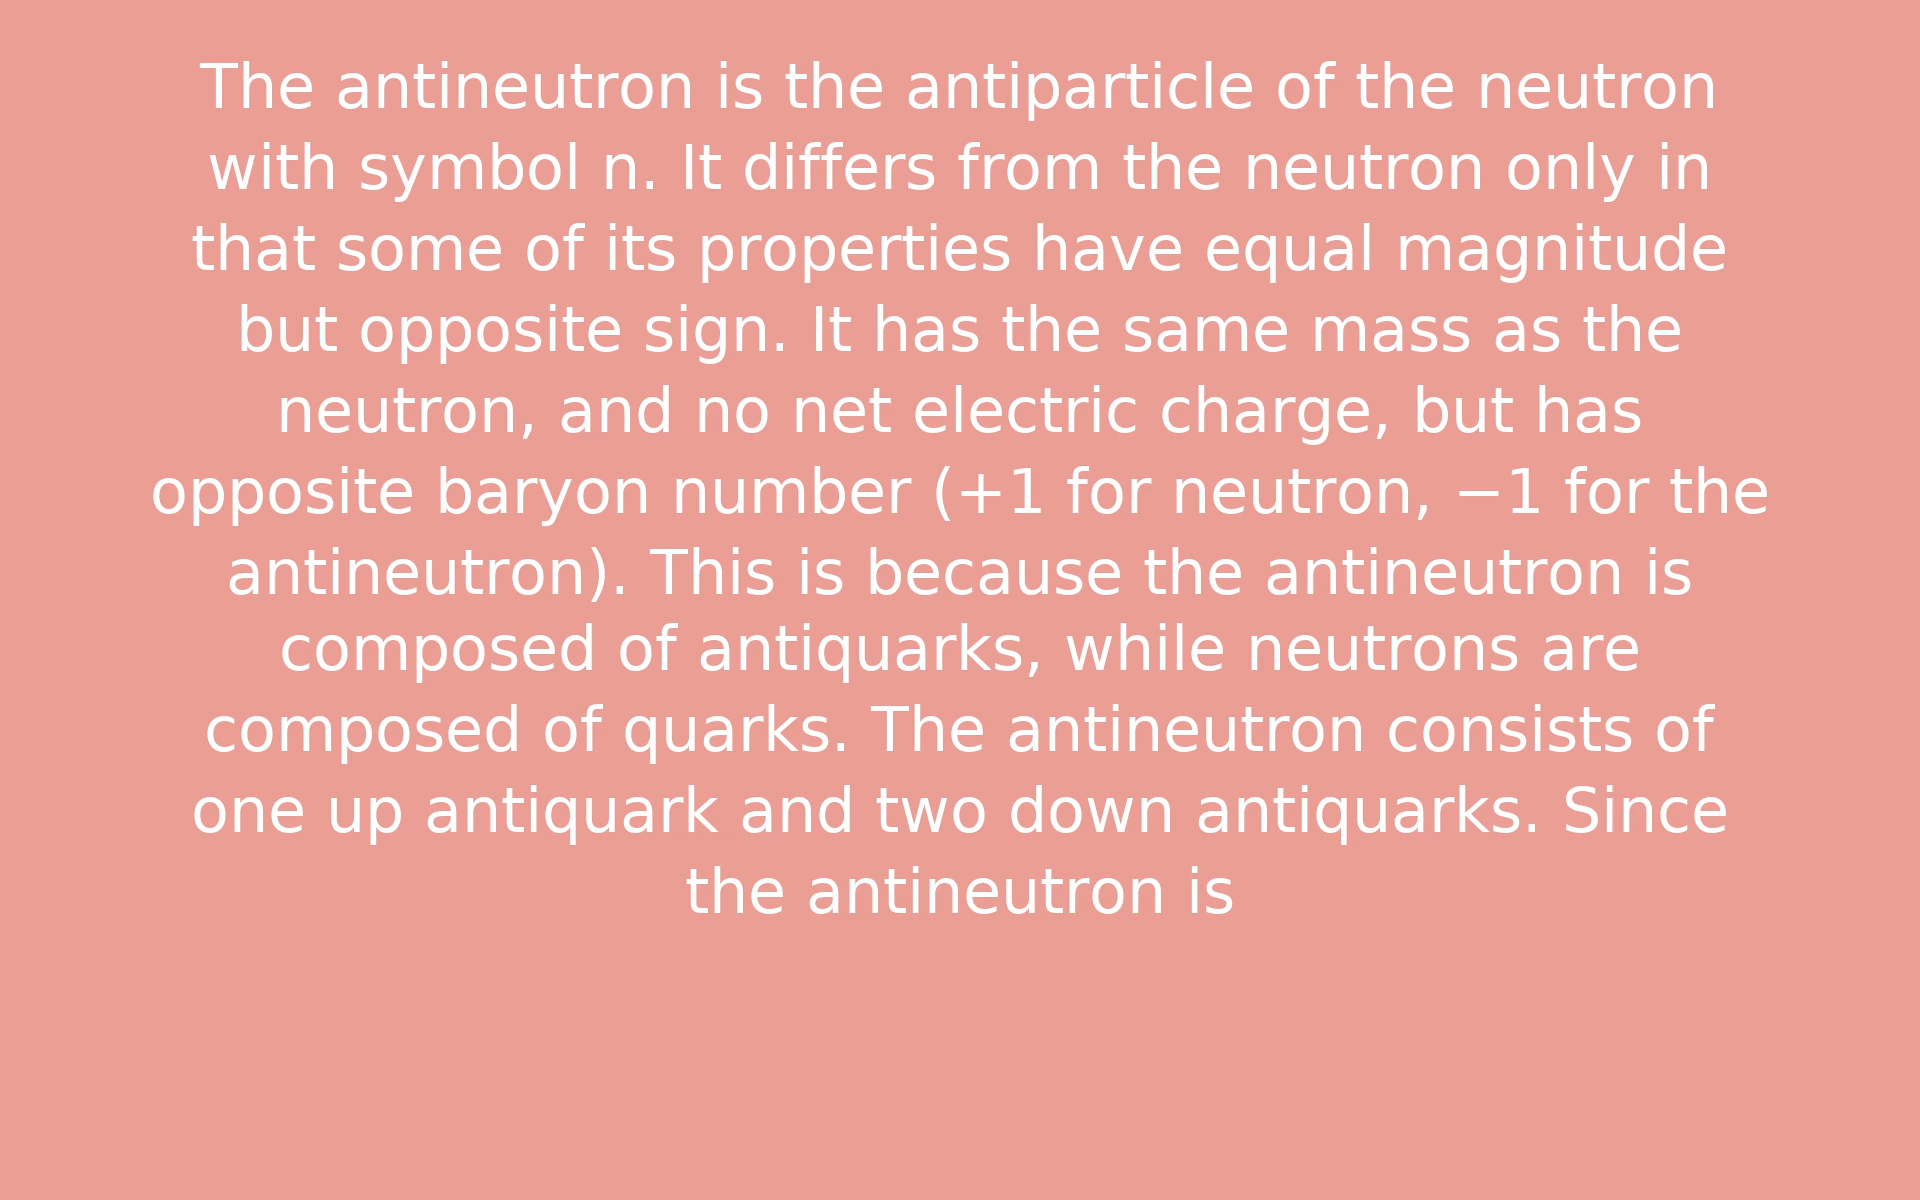 The antineutron is the antiparticle of the neutron
with symbol n. It differs from the neutron only in
that some of its properties have equal magnitude
but opposite sign. It has the same mass as the
neutron, and no net electric charge, but has
opposite baryon number (+1 for neutron, −1 for the
antineutron). This is because the antineutron is
composed of antiquarks, while neutrons are
composed of quarks. The antineutron consists of
one up antiquark and two down antiquarks. Since
the antineutron is